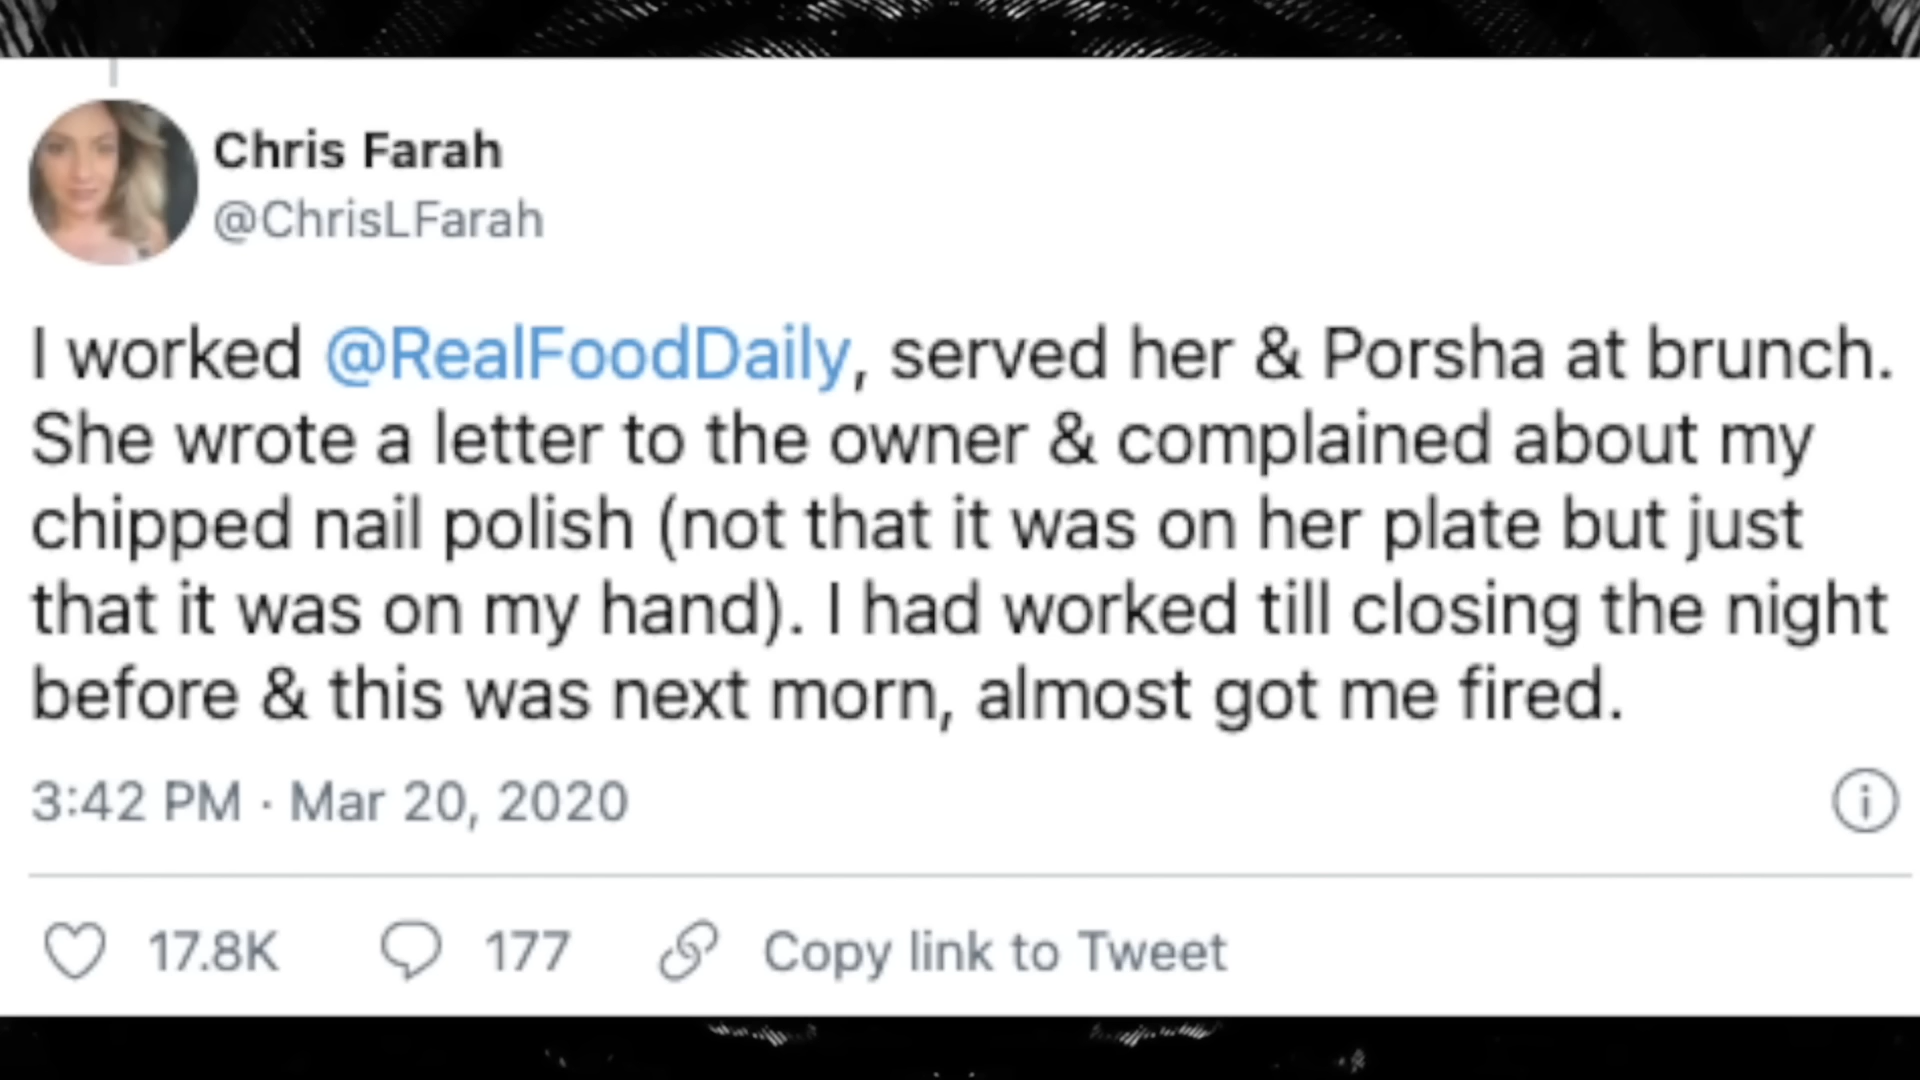 Chris Farah
@ChrisLFarah
I worked @RealFoodDaily, served her & Porsha at brunch.
She wrote a letter to the owner & complained about my
chipped nail polish (not that it was on her plate but just
that it was on my hand). I had worked till closing the night
before & this was next morn, almost got me fired.
3:42 PM · Mar 20, 2020
17.8K 177 Copy link to Tweet